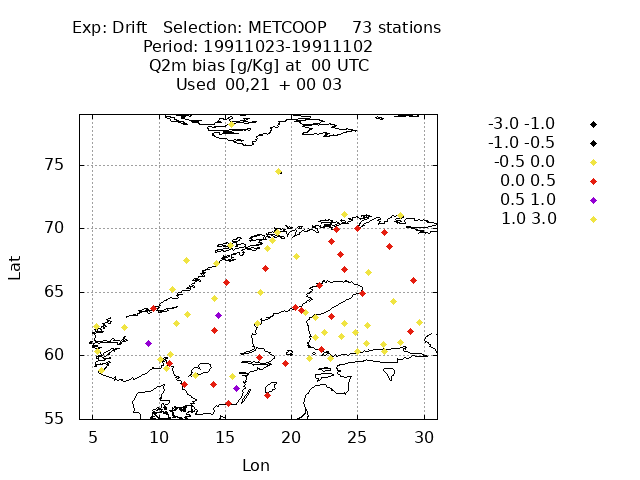 Exp: Drift   Selection: METCOOP     73 stations
Period: 19911023-19911102
Q2m bias [g/Kg] at  00 UTC
Used  00,21  + 00 03
-3.0 -1.0
-1.0 -0.5
-0.5 0.0
0.0 0.5
0.5 1.0
1.0 3.0
75
70
65
60
55
Lat
5 10 15 20 25 30
Lon